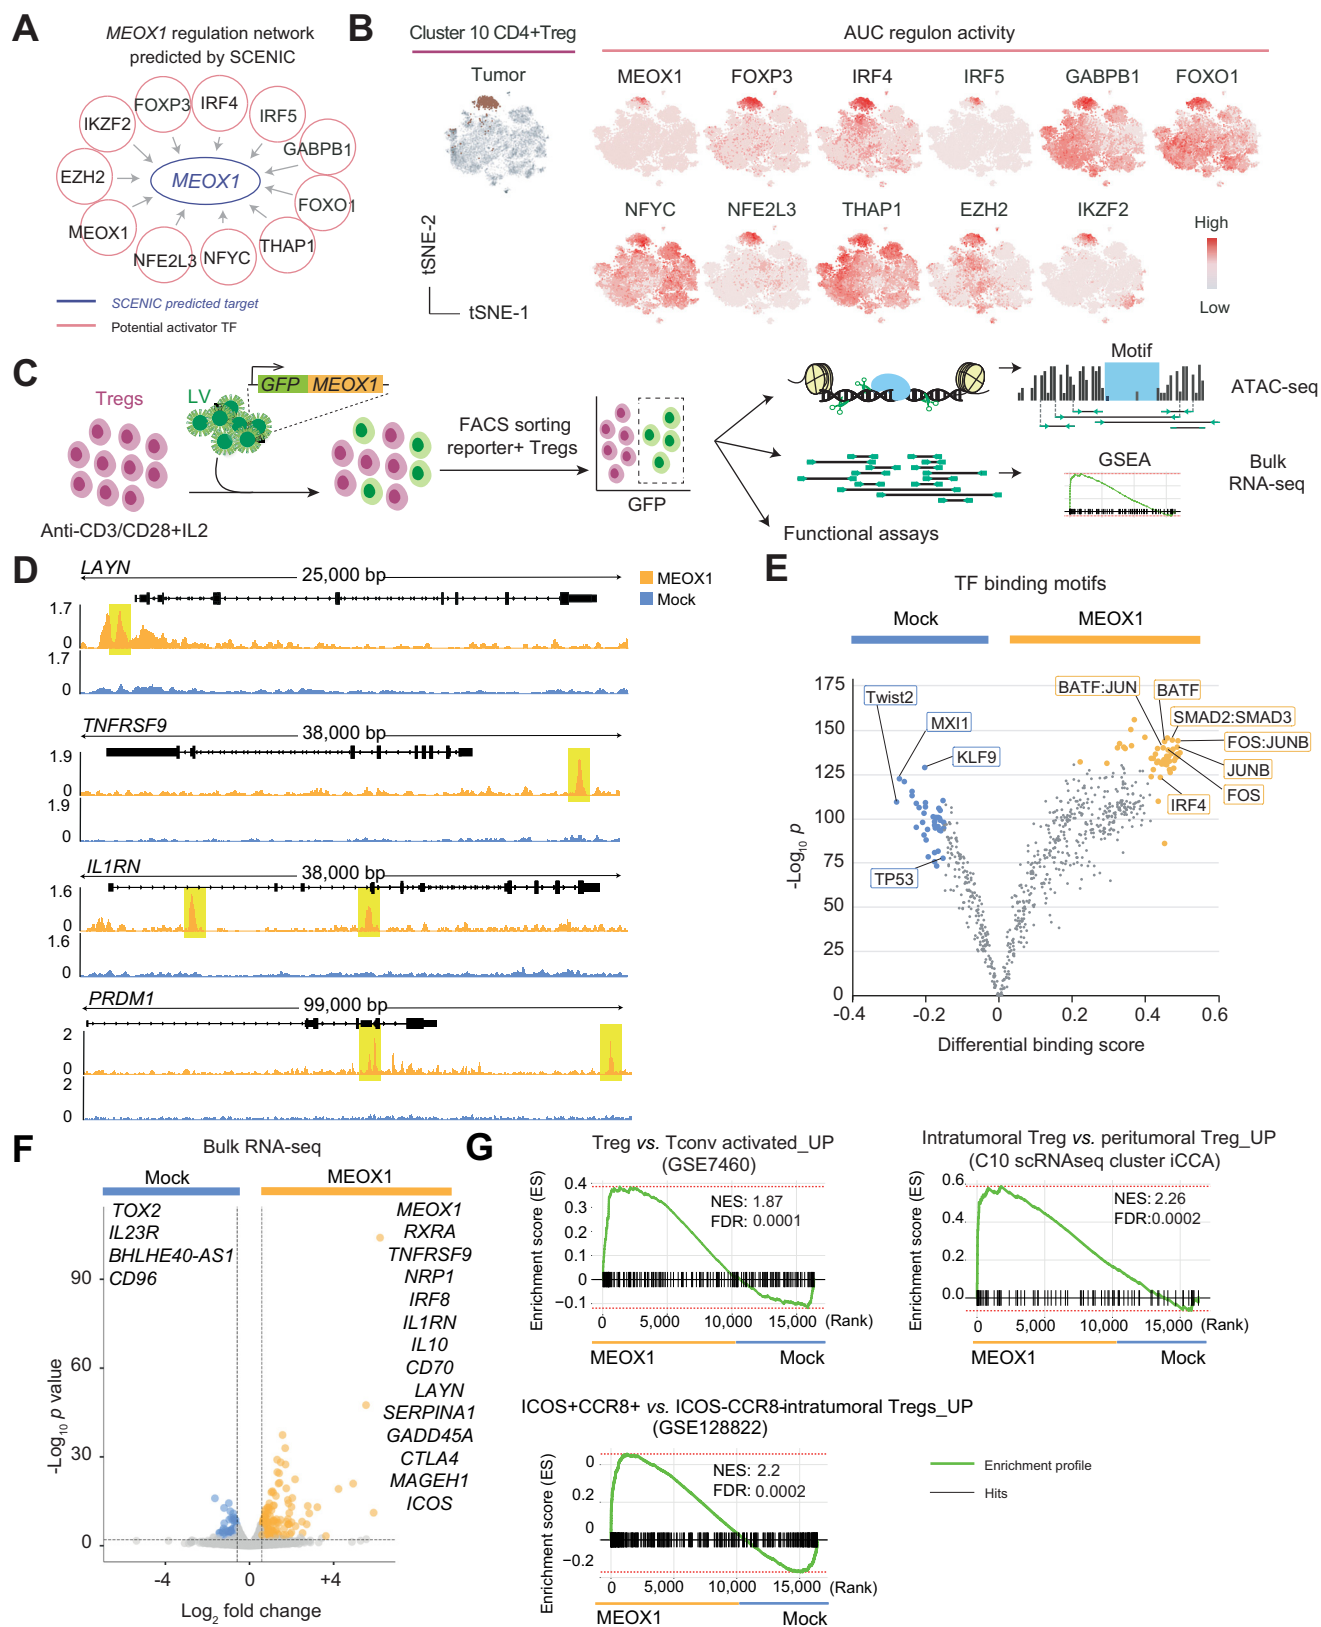 A
MEOX1 regulation network
predicted by SCENIC
FOXP3
IRF4
IRF5
IKZF2
GABPB1
EZH2
MEOX1
FOXO1
MEOX1
THAP1
NFE2L3
NFYC
SCENIC predicted target
Potential activator TF
B
Cluster 10 CD4+Treg
AUC regulon activity
Tumor
MEOX1
FOXP3
IRF4
IRF5
GABPB1
FOXO1
NFYC
NFE2L3
THAP1
EZH2
IKZF2
High
Low
tSNE-2
tSNE-1
C
Tregs
LV
GFP
MEOX1
Anti-CD3/CD28+IL2
FACS sorting
reporter+ Tregs
GFP
Motif
ATAC-seq
GSEA
Bulk
RNA-seq
Functional assays
D
MEOX1
Mock
LAYN
25,000 bp
1.7
0
1.7
0
TNFRSF9
38,000 bp
1.9
0
1.9
0
IL1RN
38,000 bp
1.6
0
1.6
0
PRDM1
99,000 bp
2
0
2
0
E
TF binding motifs
Mock
MEOX1
175
150
125
100
75
50
25
0
-Log10 p
Twist2
MXI1
KLF9
TP53
BATF:JUN
BATF
SMAD2:SMAD3
FOS:JUNB
JUNB
FOS
IRF4
-0.4
-0.2
0
0.2
0.4
0.6
Differential binding score
F
Bulk RNA-seq
Mock
MEOX1
TOX2
IL23R
BHLHE40-AS1
CD96
MEOX1
RXRA
TNFRSF9
NRP1
IRF8
IL1RN
IL10
CD70
LAYN
SERPINA1
GADD45A
CTLA4
MAGEH1
ICOS
90
60
30
0
-Log10 p value
-4
0
+4
Log2 fold change
G
Treg vs. Tconv activated_UP
(GSE7460)
Enrichment score (ES)
0.4
0.3
0.2
0.1
0
−0.1
NES: 1.87
FDR: 0.0001
0
5,000
10,000
15,000
(Rank)
MEOX1
Mock
Intratumoral Treg vs. peritumoral Treg_UP
(C10 scRNAseq cluster iCCA)
Enrichment score (ES)
0.6
0.4
0.2
0.0
NES: 2.26
FDR:0.0002
0
5,000
10,000
15,000
(Rank)
MEOX1
Mock
ICOS+CCR8+ vs. ICOS-CCR8-intratumoral Tregs_UP
(GSE128822)
Enrichment score (ES)
0
0.2
0
−0.2
NES: 2.2
FDR: 0.0002
0
5,000
10,000
15,000
(Rank)
MEOX1
Mock
Enrichment profile
Hits